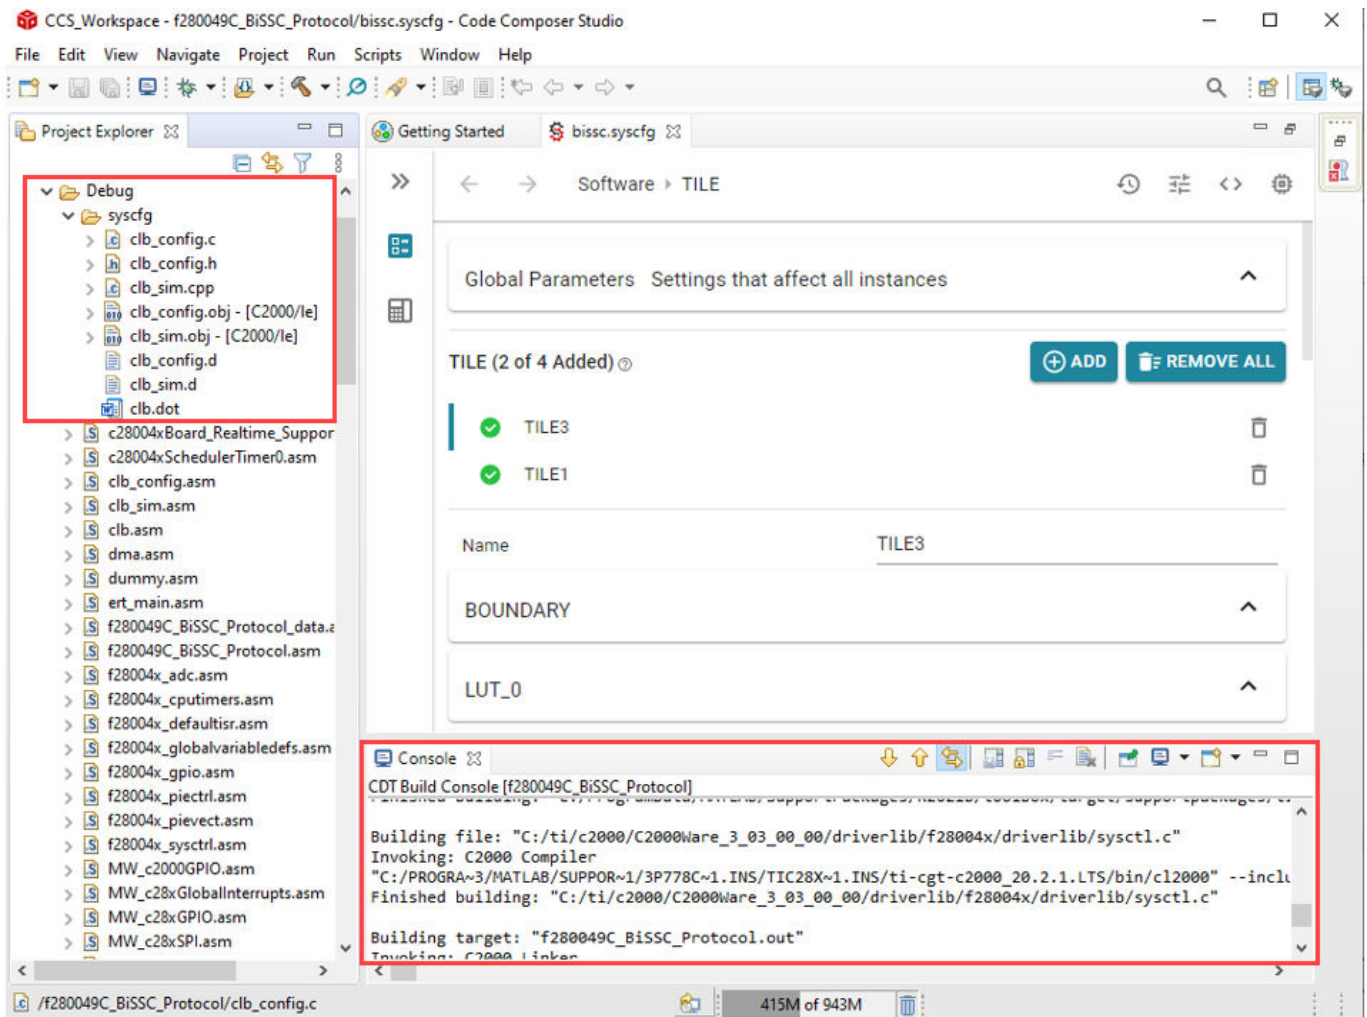 CCS_Workspace - f280049C_BiSSC_Protocol/bissc.syscfg - Code Composer Studio
File Edit View Navigate Project Run Scripts Window Help
Project Explorer
Debug
syscfg
clb_config.c
clb_config.h
clb_sim.cpp
clb_config.obj - [C2000/le]
clb_sim.obj - [C2000/le]
clb_config.d
clb_sim.d
clb.dot
c28004xBoard_Realtime_Suppor
c28004xSchedulerTimer0.asm
clb_config.asm
clb_sim.asm
clb.asm
dma.asm
dummy.asm
ert_main.asm
f280049C_BiSSC_Protocol_data.a
f280049C_BiSSC_Protocol.asm
f28004x_adc.asm
f28004x_cputimers.asm
f28004x_defaultisr.asm
f28004x_globalvariabledefs.asm
f28004x_gpio.asm
f28004x_piectrl.asm
f28004x_pievect.asm
f28004x_sysctrl.asm
MW_c2000GPIO.asm
MW_c28xGlobalInterrupts.asm
MW_c28xGPIO.asm
MW_c28xSPI.asm
Getting Started bissc.syscfg
Software TILE
Global Parameters Settings that affect all instances
TILE (2 of 4 Added) ADD REMOVE ALL
TILE3
TILE1
Name TILE3
BOUNDARY
LUT_0
Console
CDT Build Console [f280049C_BiSSC_Protocol]
Building file: "C:/ti/c2000/C2000Ware_3_03_00_00/driverlib/f28004x/driverlib/sysctl.c"
Invoking: C2000 Compiler
"C:/PROGRA~3/MATLAB/SUPPOR~1/3P778C~1.INS/TIC28X~1.INS/ti-cgt-c2000_20.2.1.LTS/bin/cl2000" --inclu
Finished building: "C:/ti/c2000/C2000Ware_3_03_00_00/driverlib/f28004x/driverlib/sysctl.c"
Building target: "f280049C_BiSSC_Protocol.out"
Invoking: C2000 Linker
/f280049C_BiSSC_Protocol/clb_config.c
415M of 943M